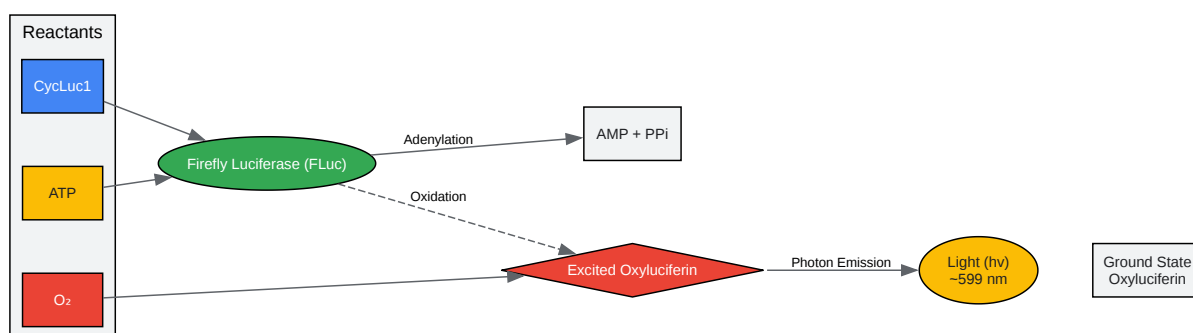 Reactants
CycLuc1
ATP
O₂
Firefly Luciferase (FLuc)
Adenylation
Oxidation
AMP + PPi
Excited Oxyluciferin
Photon Emission
Light (hv)
~599 nm
Ground State
Oxyluciferin